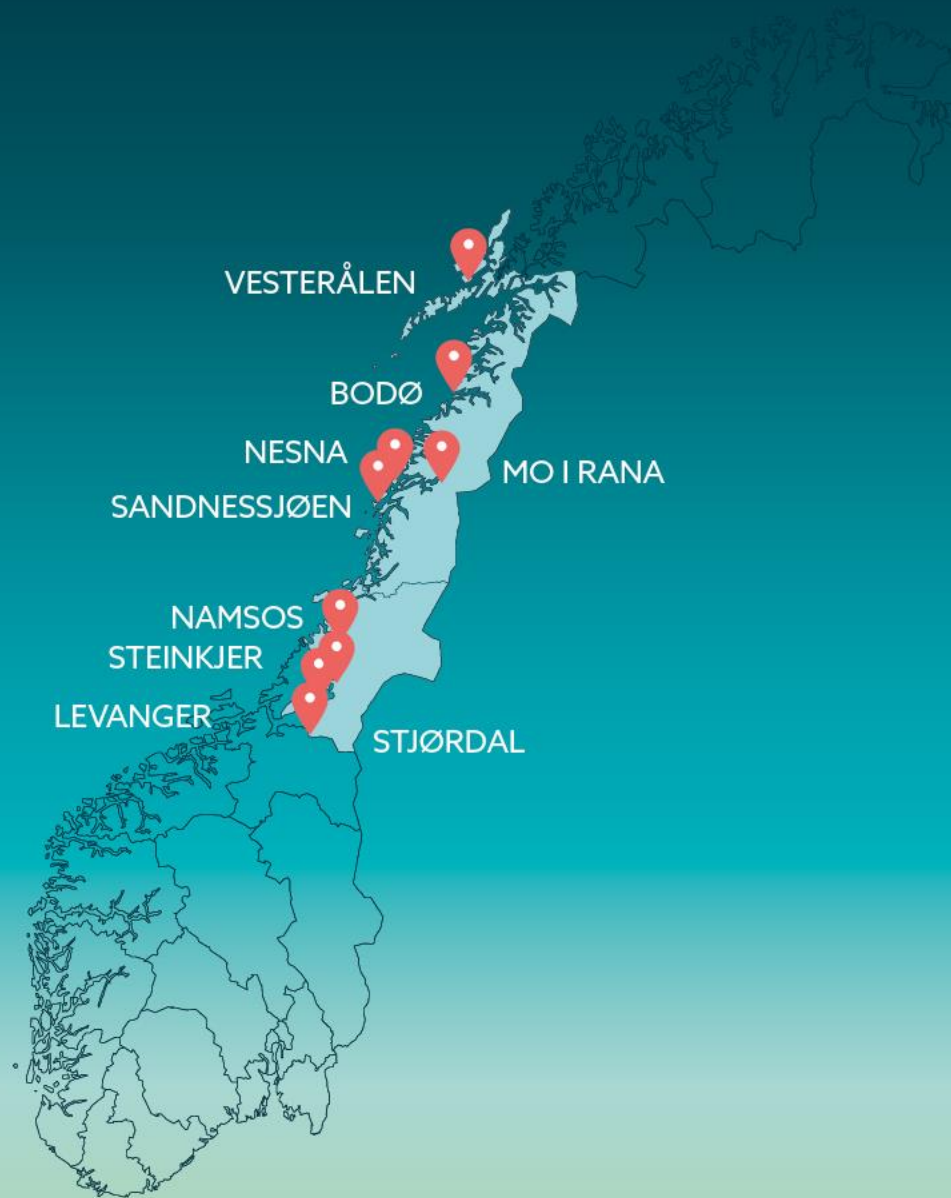 VESTERÅLEN
BODØ
NESNA
MO I RANA
SANDNESSJØEN
NAMSOS
STEINKJER
LEVANGER
STJØRDAL